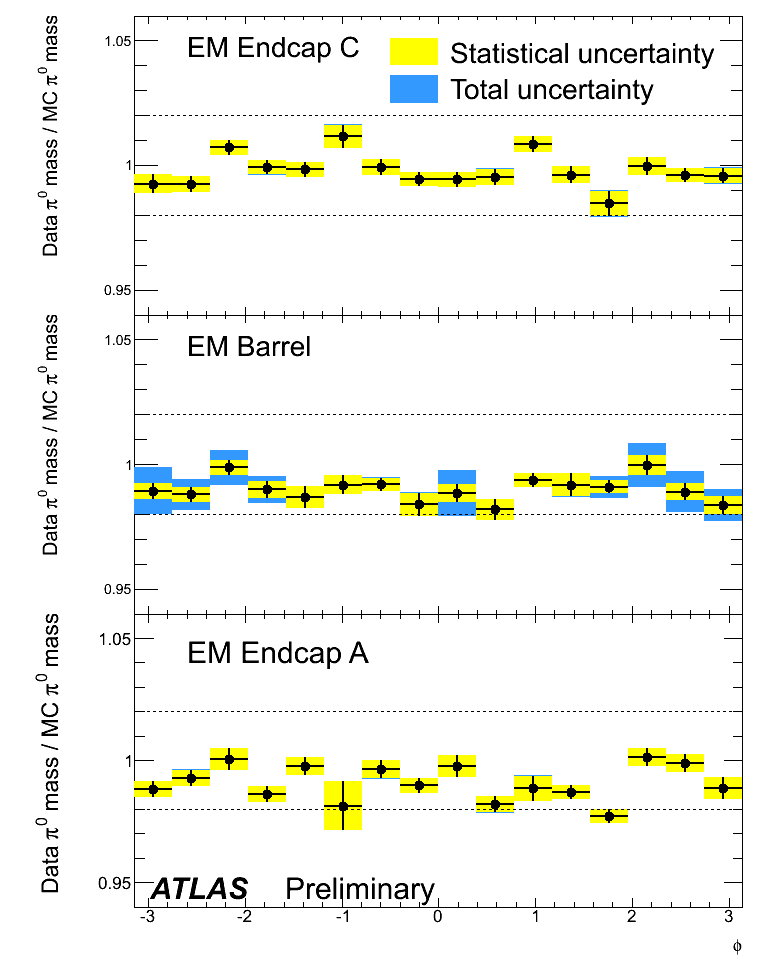 EM Endcap C
Statistical uncertainty
Total uncertainty
Data π⁰ mass / MC π⁰ mass
1.05
1
0.95
EM Barrel
Data π⁰ mass / MC π⁰ mass
1.05
1
0.95
EM Endcap A
Data π⁰ mass / MC π⁰ mass
1.05
1
0.95
ATLAS Preliminary
-3 -2 -1 0 1 2 3
ϕ